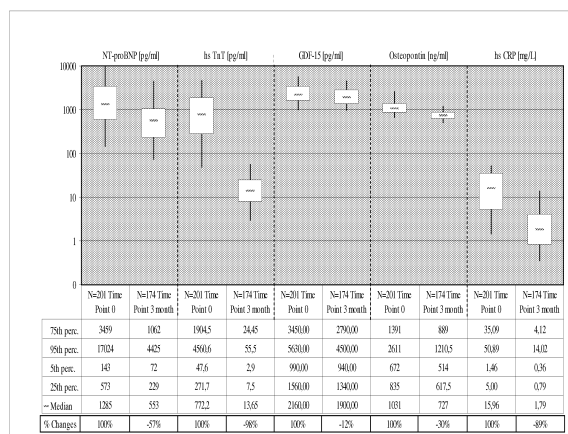 NT-proBNP [pg/ml] hs TnT [pg/ml] GDF-15 [pg/ml] Osteopontin [ng/ml] hs CRP [mg/L]
10000
1000
100
10
1
0
N=201 Time Point 0 N=174 Time Point 3 month N=201 Time Point 0 N=174 Time Point 3 month N=201 Time Point 0 N=174 Time Point 3 month N=201 Time Point 0 N=174 Time Point 3 month N=201 Time Point 0 N=174 Time Point 3 month
75th perc. 3459 1062 1904,5 24,45 3450,00 2790,00 1391 889 35,09 4,12
95th perc. 17024 4425 4560,6 55,5 5630,00 4500,00 2611 1210,5 50,89 14,02
5th perc. 143 72 47,6 2,9 990,00 940,00 672 514 1,46 0,36
25th perc. 573 229 271,7 7,5 1560,00 1340,00 835 617,5 5,00 0,79
~ Median 1285 553 772,2 13,65 2160,00 1900,00 1031 727 15,96 1,79
% Changes 100% -57% 100% -98% 100% -12% 100% -30% 100% -89%